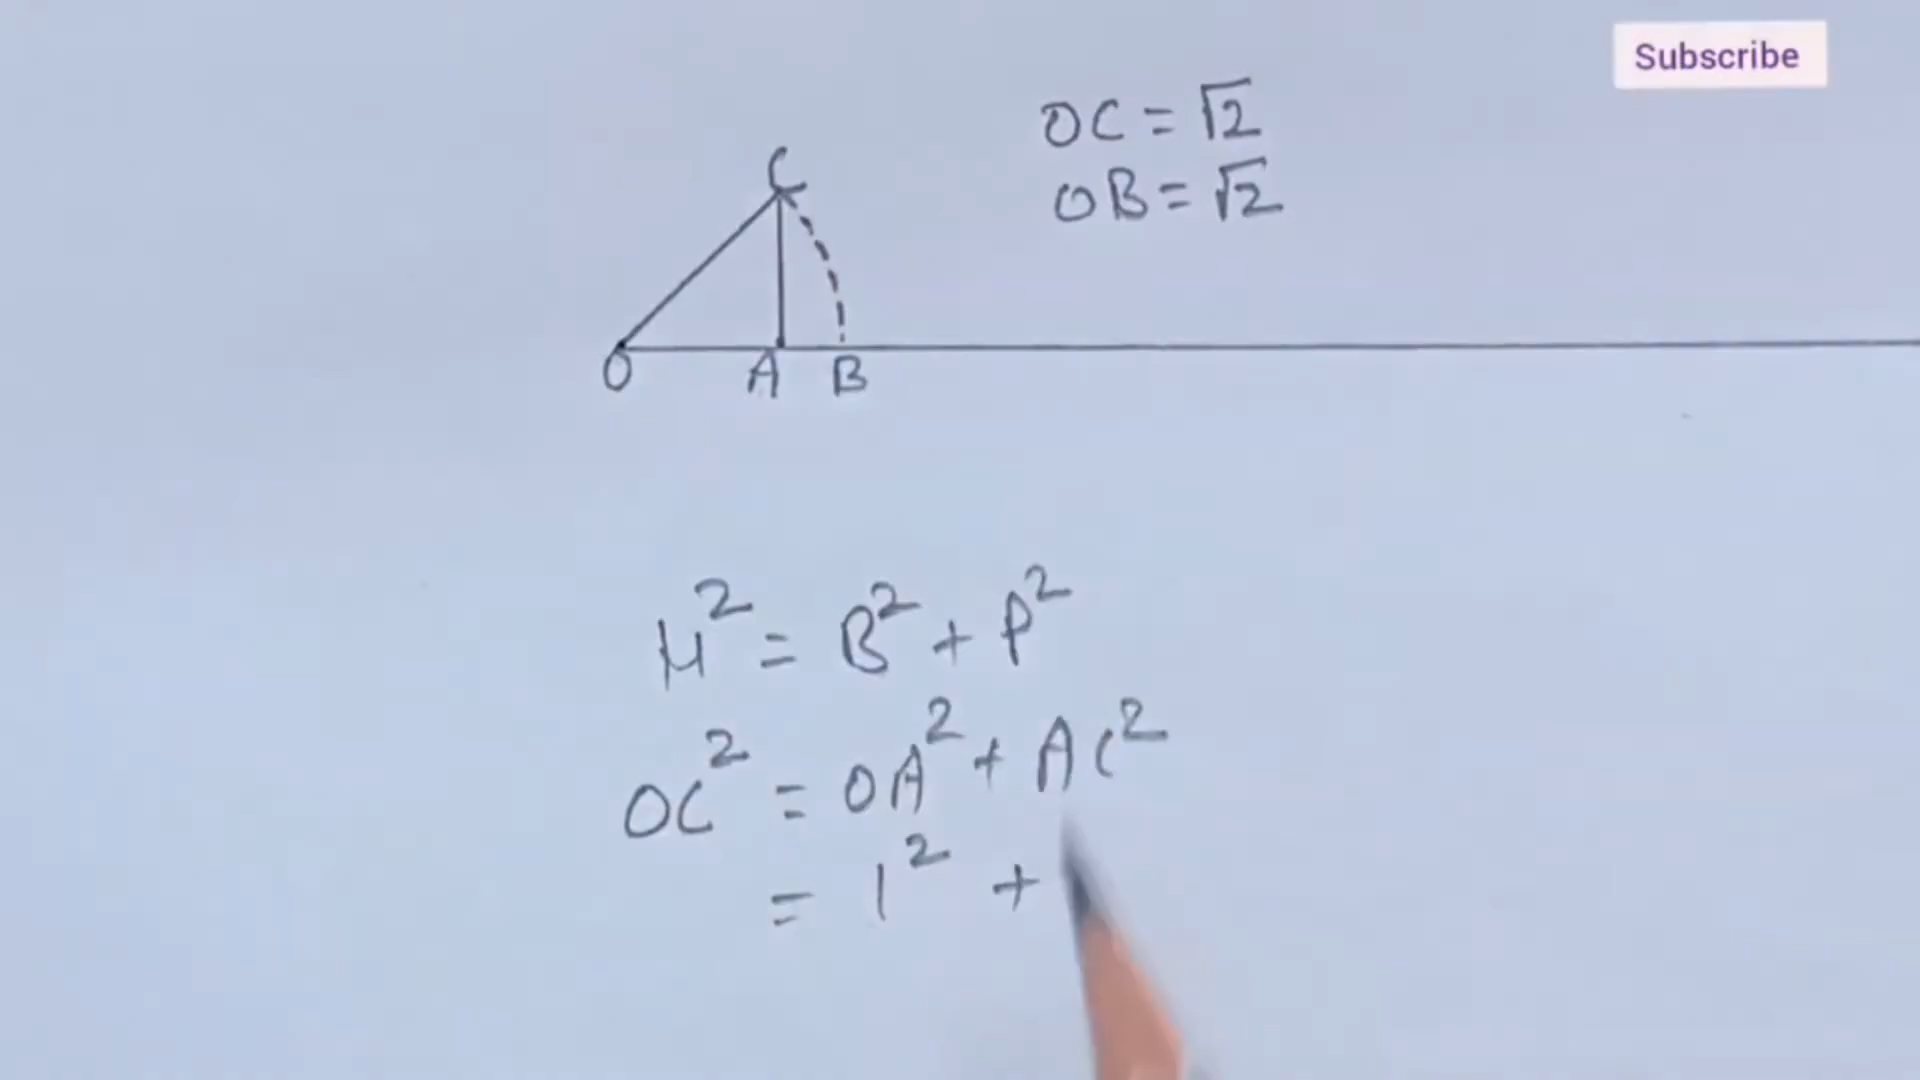 Subscribe
OC = √2
OB = √2
C
O A B
H² = B² + P²
OC² = OA² + AC²
= 1² +